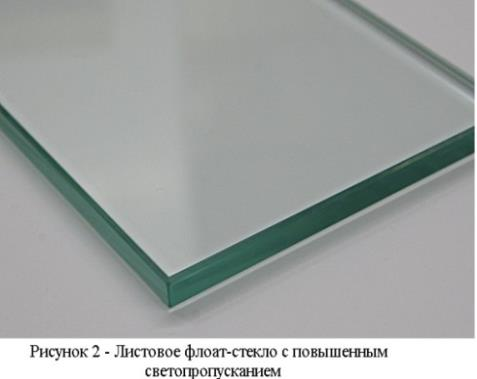 Рисунок 2 - Листовое флоат-стекло с повышенным
светопропусканием